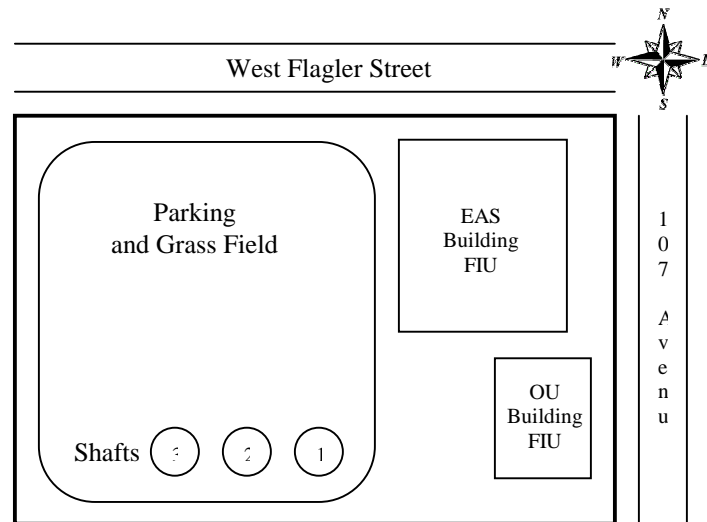 N
West Flagler Street
W
S
Parking
and Grass Field
EAS
Building
FIU
1
0
7
A
v
e
n
u
OU
Building
FIU
Shafts 3 2 1